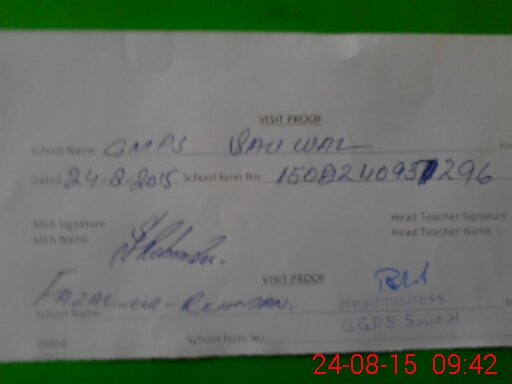 VISIT PROOF
School Name GMPS
Dated 24-8-2015 School form No. 1508240957296
MEA Signature Head Teacher Signature
MEA Name Head Teacher Name
VISIT PROOF
Fazal-ur-Rehman.
School Name Headmistress
GGPS
Dated School form No.
24-08-15 09:42